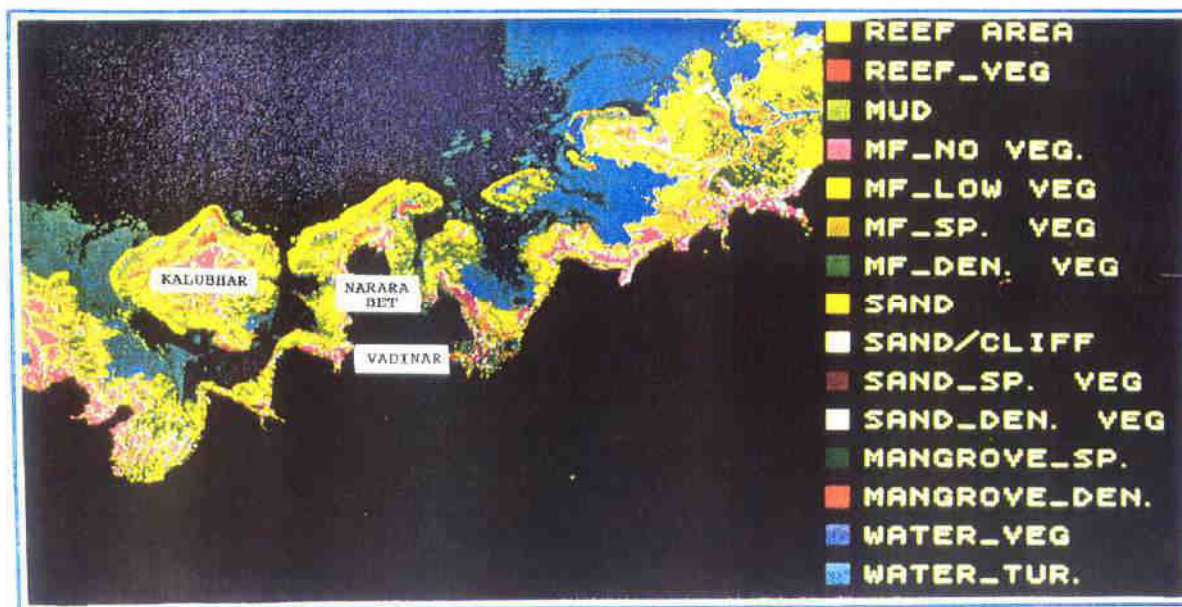 KALUBHAR
NARARA
BET
VADINAR
REEF AREA
REEF_VEG
MUD
MF_NO VEG.
MF_LOW VEG
MF_SP. VEG
MF_DEN. VEG
SAND
SAND/CLIFF
SAND_SP. VEG
SAND_DEN. VEG
MANGROVE_SP.
MANGROVE_DEN.
WATER_VEG
WATER_TUR.